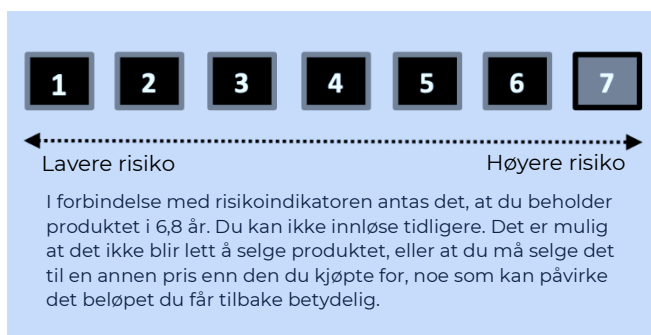 1 2 3 4 5 6 7
Lavere risiko Høyere risiko
I forbindelse med risikoindikatoren antas det, at du beholder
produktet i 6,8 år. Du kan ikke innløse tidligere. Det er mulig
at det ikke blir lett å selge produktet, eller at du må selge det
til en annen pris enn den du kjøpte for, noe som kan påvirke
det beløpet du får tilbake betydelig.